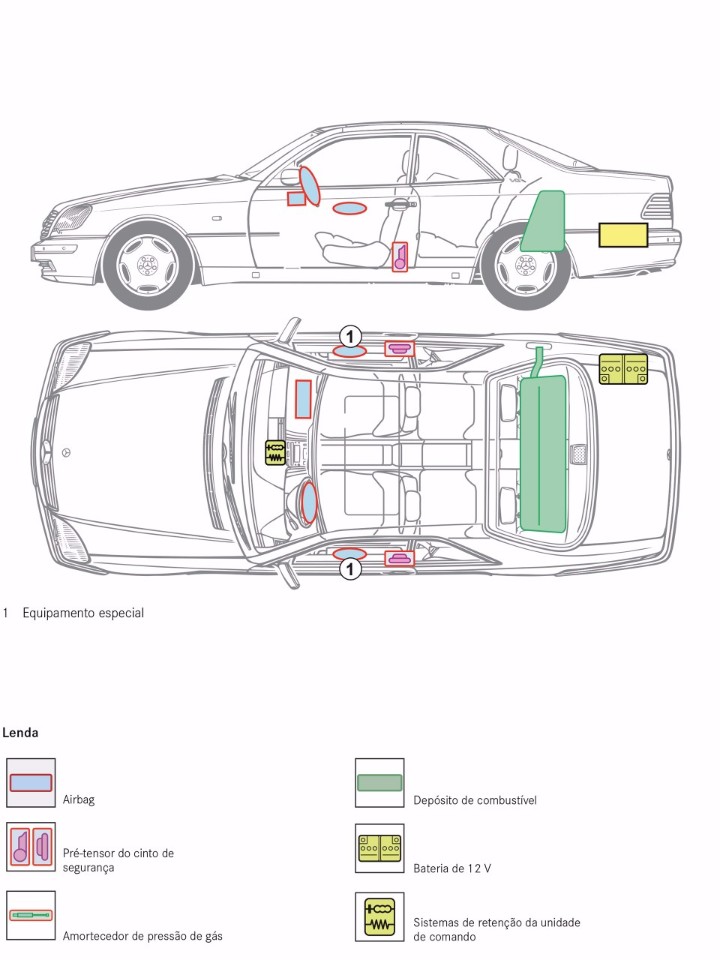 1
1
1 Equipamento especial
Lenda
Airbag
Depósito de combustível
Pré-tensor do cinto de
segurança
Bateria de 12 V
Amortecedor de pressão de gás
Sistemas de retenção da unidade
de comando